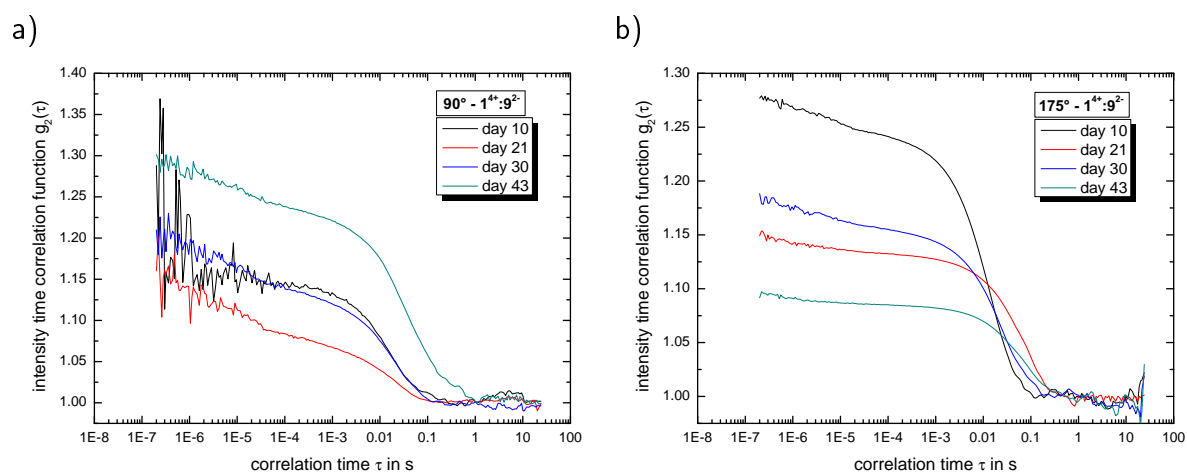 a)
intensity time correlation function g₂(τ)
1.40
1.35
1.30
1.25
1.20
1.15
1.10
1.05
1.00
90° - 1⁴⁺:9²⁻
day 10
day 21
day 30
day 43
1E-8 1E-7 1E-6 1E-5 1E-4 1E-3 0.01 0.1 1 10 100
correlation time τ in s
b)
intensity time correlation function g₂(τ)
1.30
1.25
1.20
1.15
1.10
1.05
1.00
175° - 1⁴⁺:9²⁻
day 10
day 21
day 30
day 43
1E-8 1E-7 1E-6 1E-5 1E-4 1E-3 0.01 0.1 1 10 100
correlation time τ in s